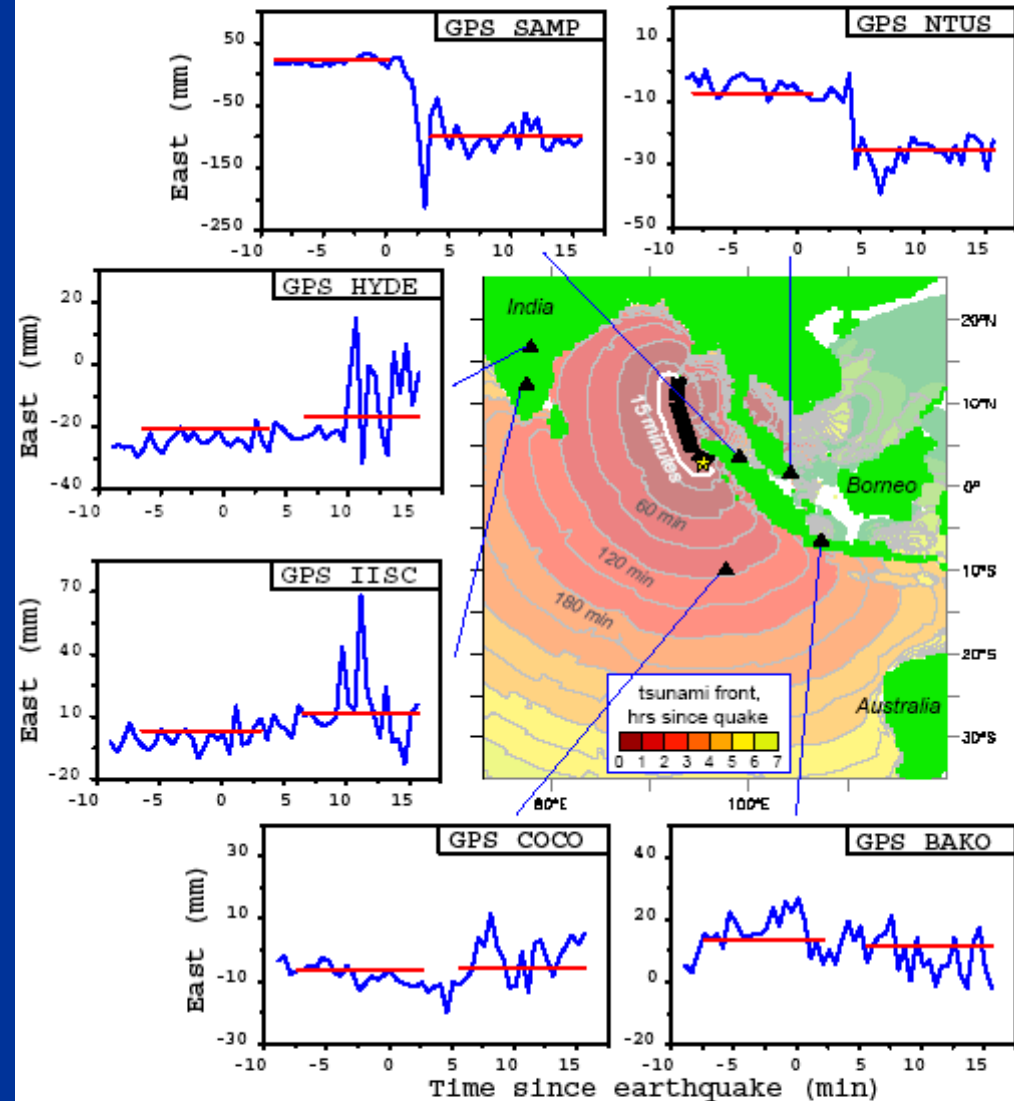 GPS SAMP
East (mm)
50
-50
-150
-250
-10 -5 0 5 10 15
GPS NTUS
10
-10
-30
-50
-10 -5 0 5 10 15
GPS HYDE
East (mm)
20
0
-20
-40
-10 -5 0 5 10 15
India
15 minutes
60 min
120 min
180 min
Borneo
Australia
20°N
10°N
0°
10°S
20°S
30°S
80°E 100°E
tsunami front,
hrs since quake
0 1 2 3 4 5 6 7
GPS IISC
East (mm)
70
40
10
-20
-10 -5 0 5 10 15
GPS COCO
East (mm)
30
10
-10
-30
-10 -5 0 5 10 15
GPS BAKO
40
20
0
-20
-10 -5 0 5 10 15
Time since earthquake (min)